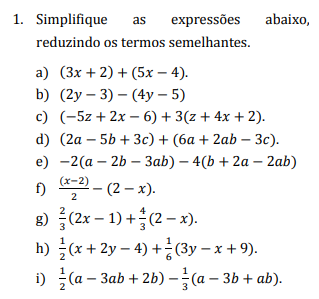 1. Simplifique as expressões abaixo,
reduzindo os termos semelhantes.
a) (3x + 2) + (5x − 4).
b) (2y − 3) − (4y − 5)
c) (−5z + 2x − 6) + 3(z + 4x + 2).
d) (2a − 5b + 3c) + (6a + 2ab − 3c).
e) −2(a − 2b − 3ab) − 4(b + 2a − 2ab)
f) (x−2)/2 − (2 − x).
g) 2/3 (2x − 1) + 4/3 (2 − x).
h) 1/2 (x + 2y − 4) + 1/6 (3y − x + 9).
i) 1/2 (a − 3ab + 2b) − 1/3 (a − 3b + ab).